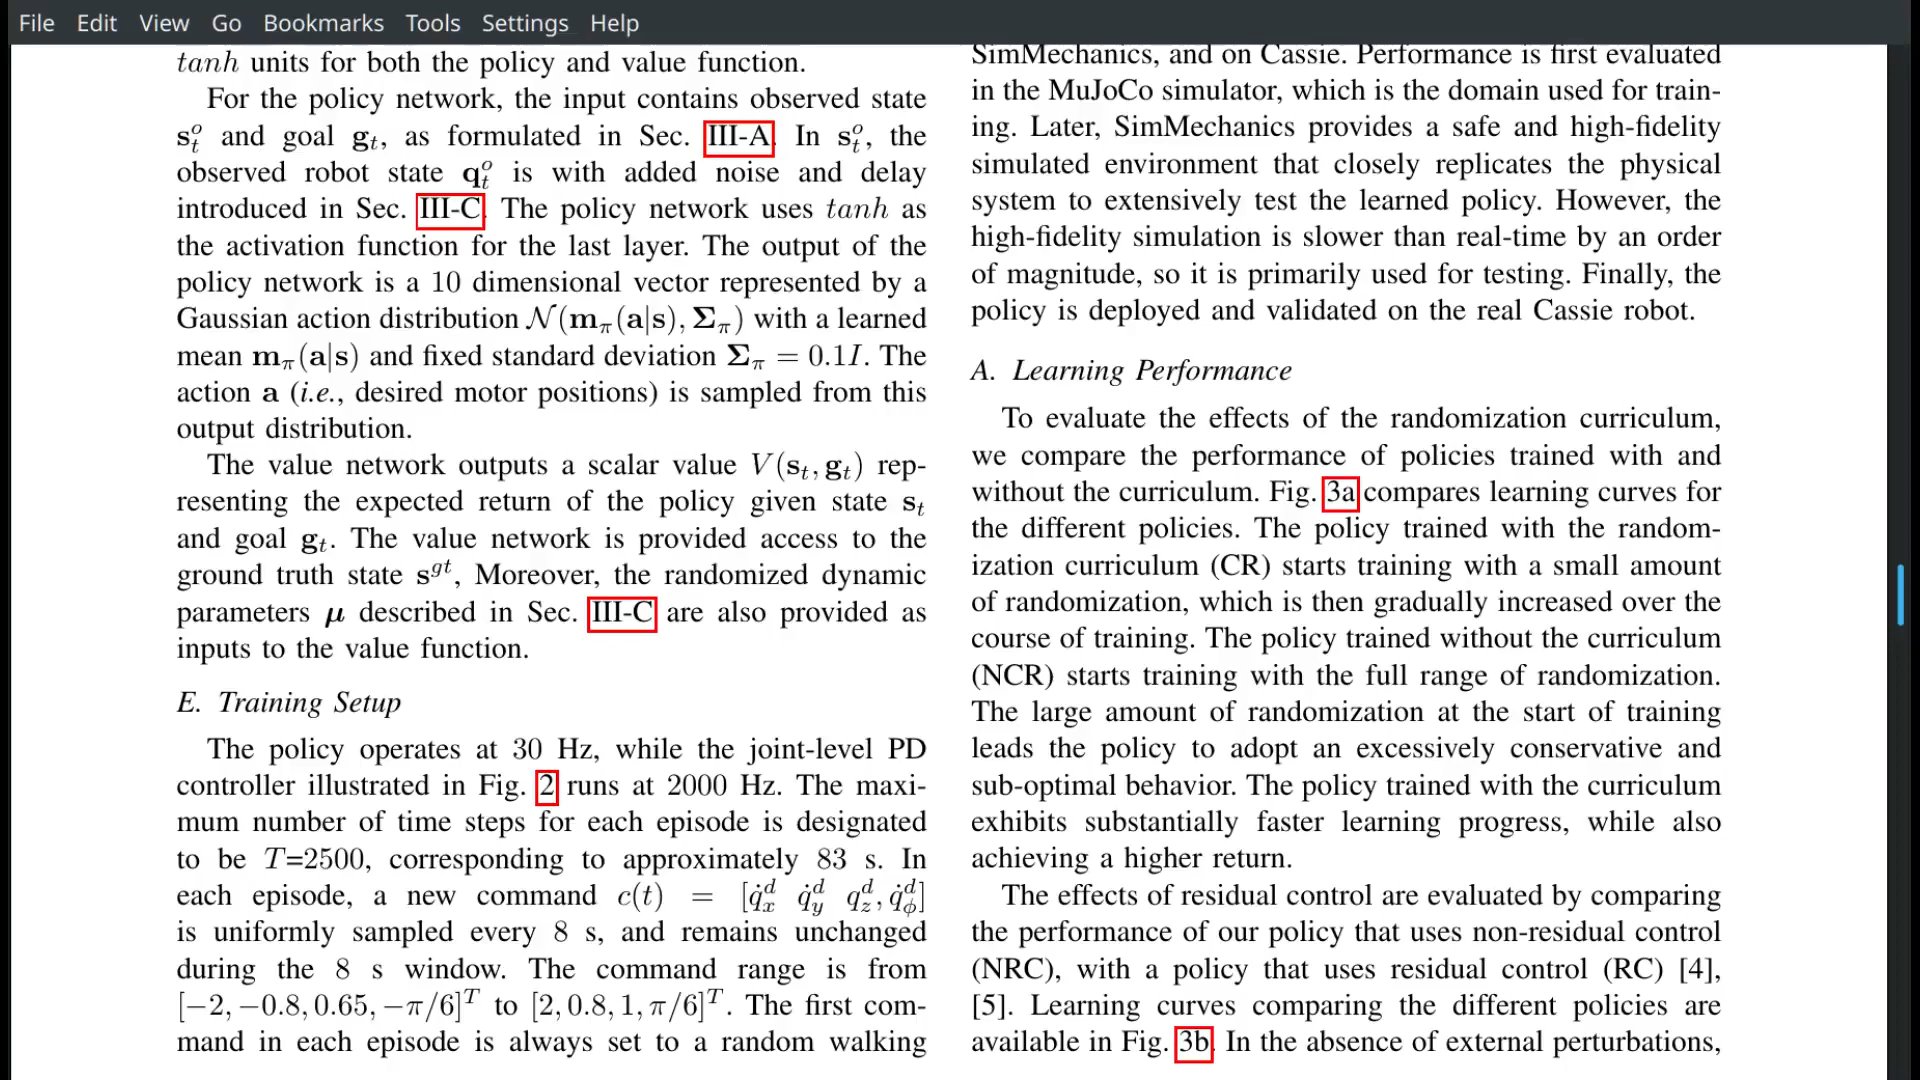 File Edit View Go Bookmarks Tools Settings Help
tanh units for both the policy and value function.
For the policy network, the input contains observed state
s_t^o and goal g_t, as formulated in Sec. III-A. In s_t^o, the
observed robot state q_t^o is with added noise and delay
introduced in Sec. III-C. The policy network uses tanh as
the activation function for the last layer. The output of the
policy network is a 10 dimensional vector represented by a
Gaussian action distribution 𝒩(m_π(a|s), Σ_π) with a learned
mean m_π(a|s) and fixed standard deviation Σ_π = 0.1I. The
action a (i.e., desired motor positions) is sampled from this
output distribution.
The value network outputs a scalar value V(s_t, g_t) rep-
resenting the expected return of the policy given state s_t
and goal g_t. The value network is provided access to the
ground truth state s^{gt}, Moreover, the randomized dynamic
parameters μ described in Sec. III-C are also provided as
inputs to the value function.
E. Training Setup
The policy operates at 30 Hz, while the joint-level PD
controller illustrated in Fig. 2 runs at 2000 Hz. The maxi-
mum number of time steps for each episode is designated
to be T=2500, corresponding to approximately 83 s. In
each episode, a new command c(t) = [q̇_x^d q̇_y^d q_z^d, q̇_ϕ^d]
is uniformly sampled every 8 s, and remains unchanged
during the 8 s window. The command range is from
[−2, −0.8, 0.65, −π/6]^T to [2, 0.8, 1, π/6]^T. The first com-
mand in each episode is always set to a random walking
SimMechanics, and on Cassie. Performance is first evaluated
in the MuJoCo simulator, which is the domain used for train-
ing. Later, SimMechanics provides a safe and high-fidelity
simulated environment that closely replicates the physical
system to extensively test the learned policy. However, the
high-fidelity simulation is slower than real-time by an order
of magnitude, so it is primarily used for testing. Finally, the
policy is deployed and validated on the real Cassie robot.
A. Learning Performance
To evaluate the effects of the randomization curriculum,
we compare the performance of policies trained with and
without the curriculum. Fig. 3a compares learning curves for
the different policies. The policy trained with the random-
ization curriculum (CR) starts training with a small amount
of randomization, which is then gradually increased over the
course of training. The policy trained without the curriculum
(NCR) starts training with the full range of randomization.
The large amount of randomization at the start of training
leads the policy to adopt an excessively conservative and
sub-optimal behavior. The policy trained with the curriculum
exhibits substantially faster learning progress, while also
achieving a higher return.
The effects of residual control are evaluated by comparing
the performance of our policy that uses non-residual control
(NRC), with a policy that uses residual control (RC) [4],
[5]. Learning curves comparing the different policies are
available in Fig. 3b. In the absence of external perturbations,